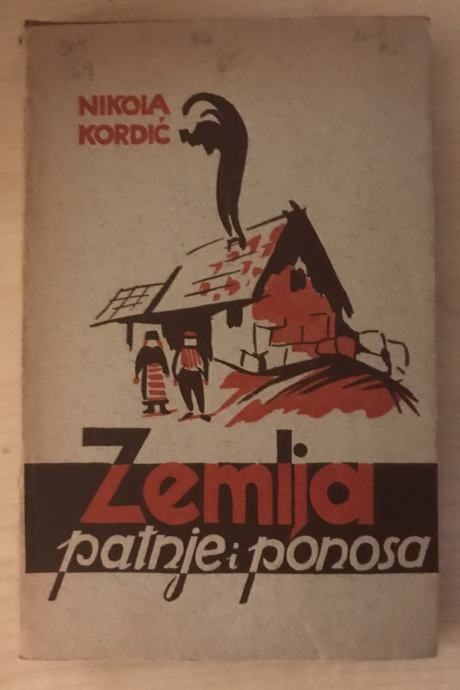 NIKOLA
KORDIĆ
Zemlja
patnje i ponosa